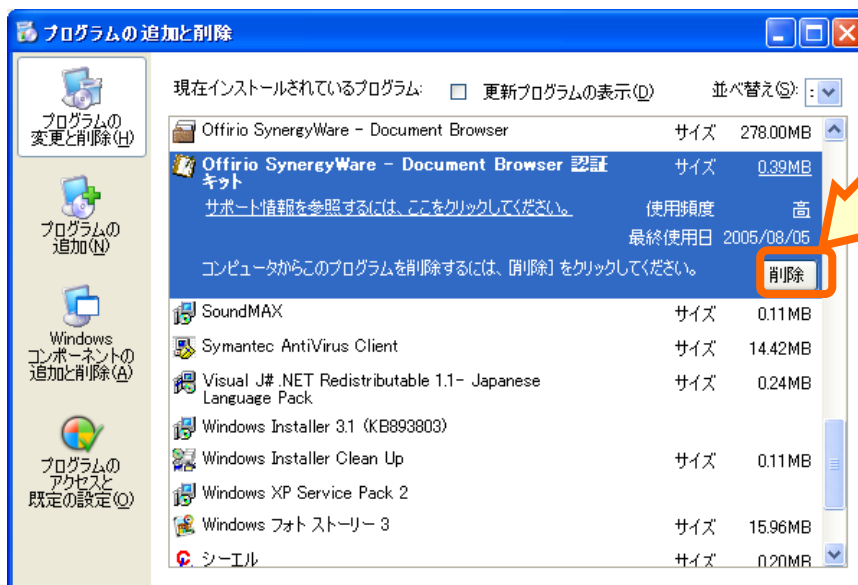 プログラムの追加と削除
プログラムの
変更と削除(H)
プログラムの
追加(N)
Windows
コンポーネントの
追加と削除(A)
プログラムの
アクセスと
既定の設定(O)
現在インストールされているプログラム: 更新プログラムの表示(D) 並べ替え(S):
Offirio SynergyWare - Document Browser サイズ 278.00MB
Offirio SynergyWare - Document Browser 認証 サイズ 0.39MB
キット
サポート情報を参照するには、ここをクリックしてください。 使用頻度 高
最終使用日 2005/08/05
コンピュータからこのプログラムを削除するには、[削除] をクリックしてください。 削除
SoundMAX サイズ 0.11MB
Symantec AntiVirus Client サイズ 14.42MB
Visual J# .NET Redistributable 1.1- Japanese サイズ 0.24MB
Language Pack
Windows Installer 3.1 (KB893803)
Windows Installer Clean Up サイズ 0.11MB
Windows XP Service Pack 2
Windows フォト ストーリー 3 サイズ 15.96MB
シーエル サイズ 0.20MB